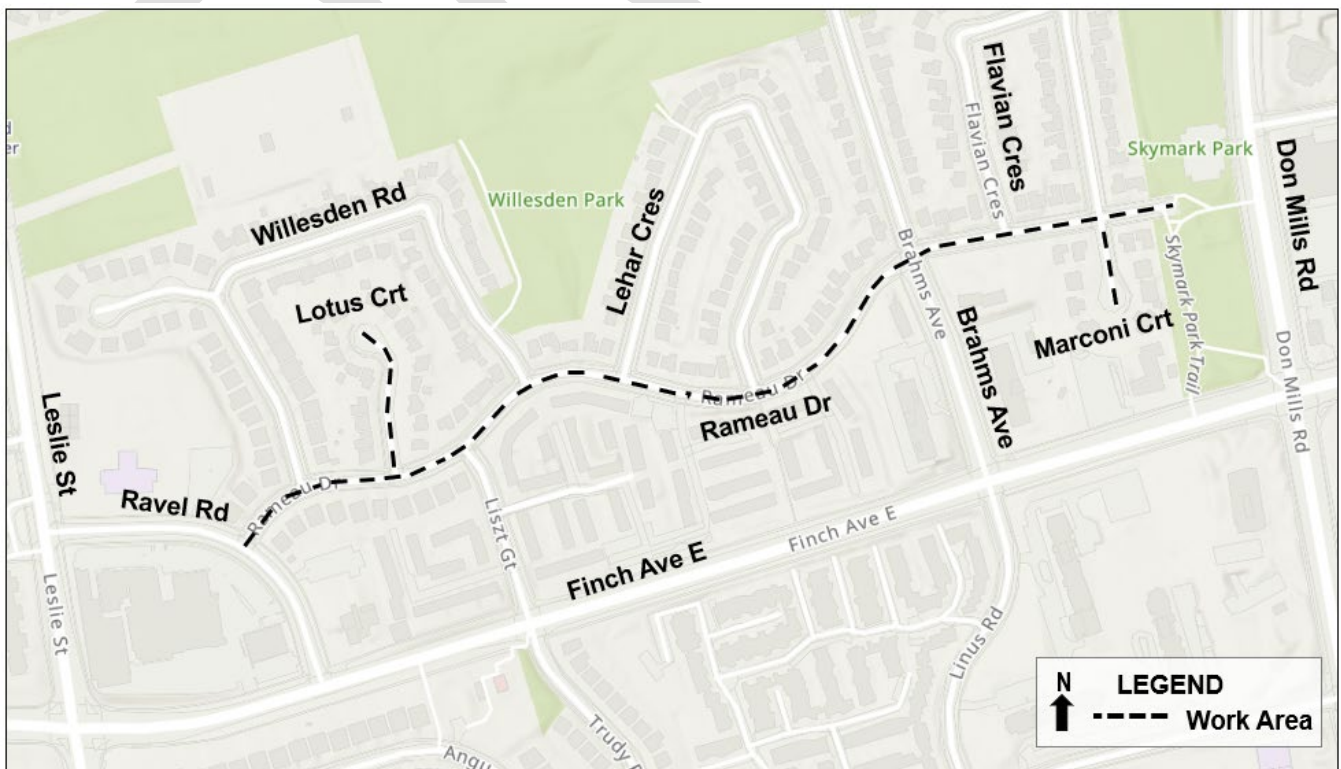 Flavian Cres
Flavian Cres
Skymark Park
Don Mills Rd
Willesden Rd
Willesden Park
Lehar Cres
Lotus Crt
Brahms Ave
Brahms Ave
Marconi Crt
Skymark Park Trail
Don Mills Rd
Leslie St
Rameau Dr
Rameau Dr
Ravel Rd
Rameau Dr
Liszt Gt
Finch Ave E
Finch Ave E
Leslie St
Linus Rd
Trudy
N
LEGEND
Work Area